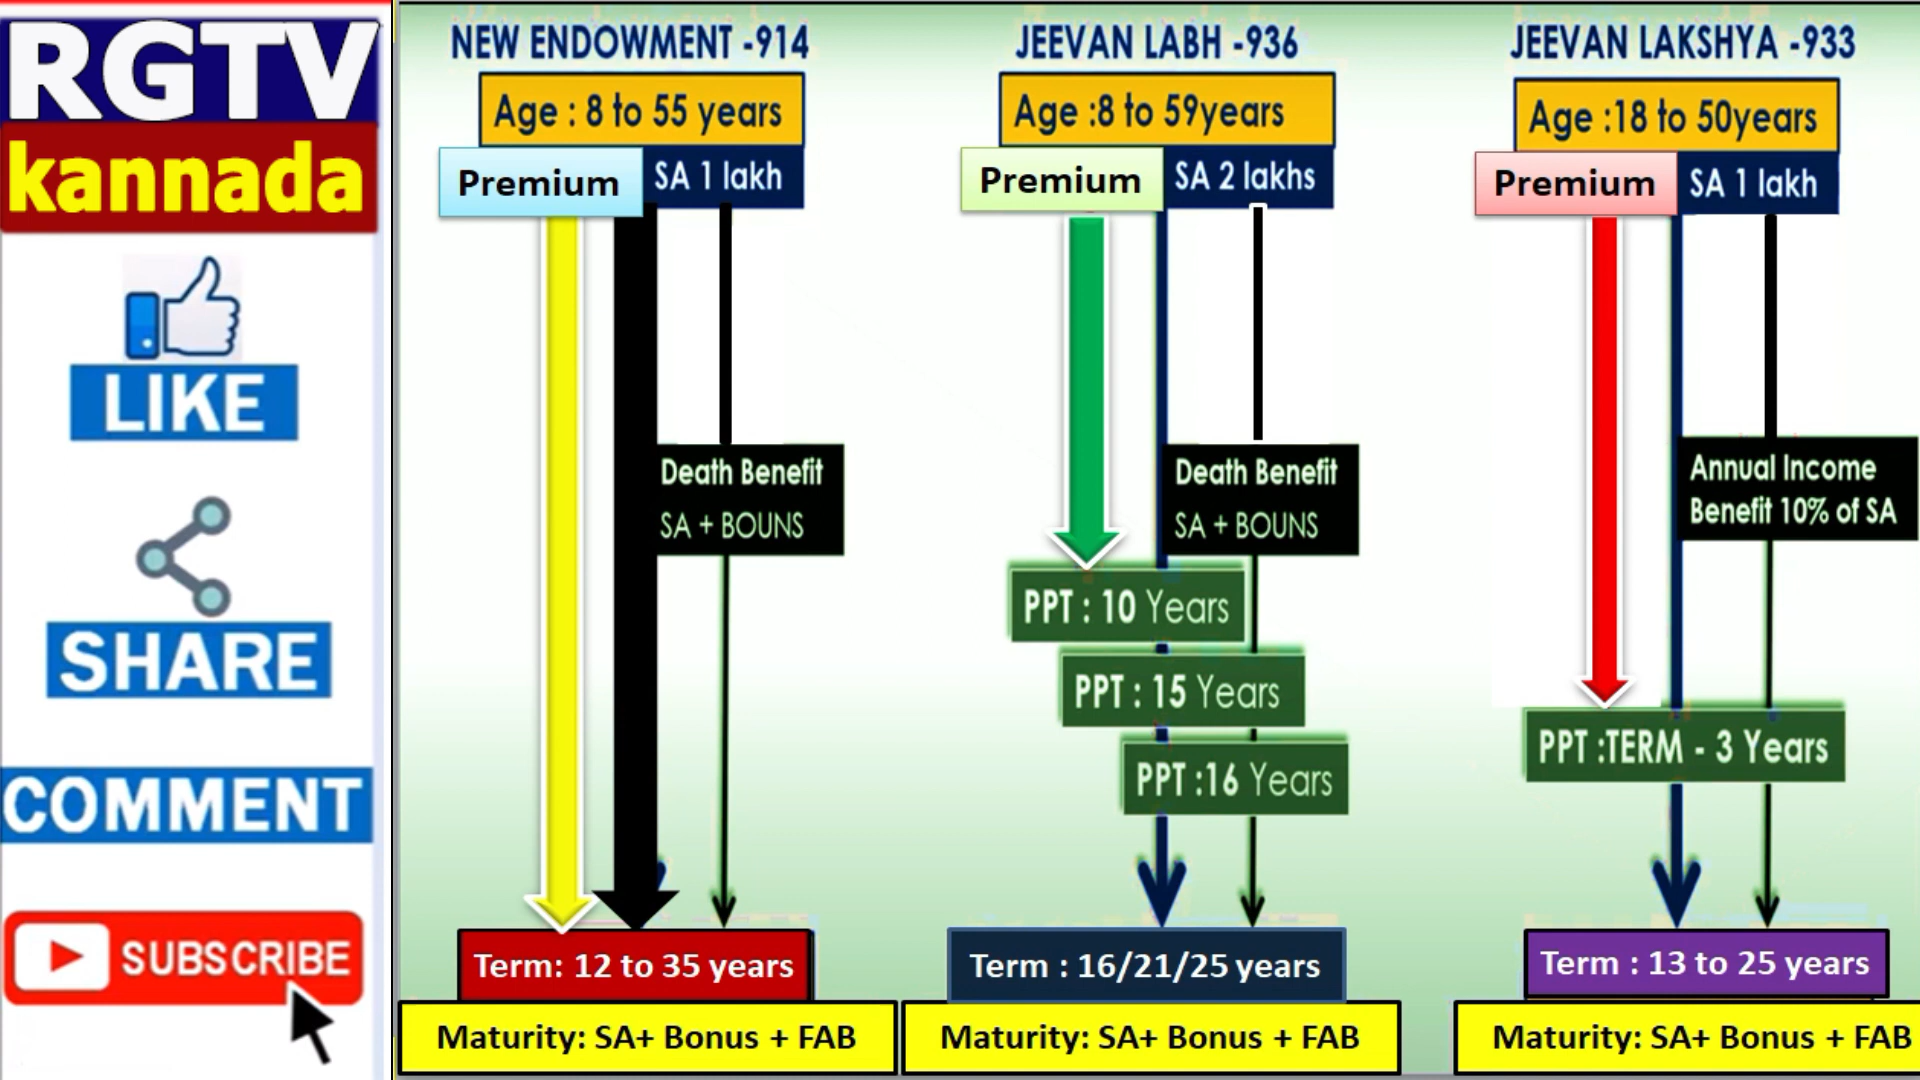 RGTV
kannada
LIKE
SHARE
COMMENT
SUBSCRIBE
NEW ENDOWMENT -914
Age : 8 to 55 years
Premium
SA 1 lakh
Death Benefit
SA + BOUNS
Term: 12 to 35 years
Maturity: SA+ Bonus + FAB
JEEVAN LABH -936
Age :8 to 59years
Premium
SA 2 lakhs
Death Benefit
SA + BOUNS
PPT : 10 Years
PPT : 15 Years
PPT :16 Years
Term : 16/21/25 years
Maturity: SA+ Bonus + FAB
JEEVAN LAKSHYA -933
Age :18 to 50years
Premium
SA 1 lakh
Annual Income
Benefit 10% of SA
PPT :TERM - 3 Years
Term : 13 to 25 years
Maturity: SA+ Bonus + FAB